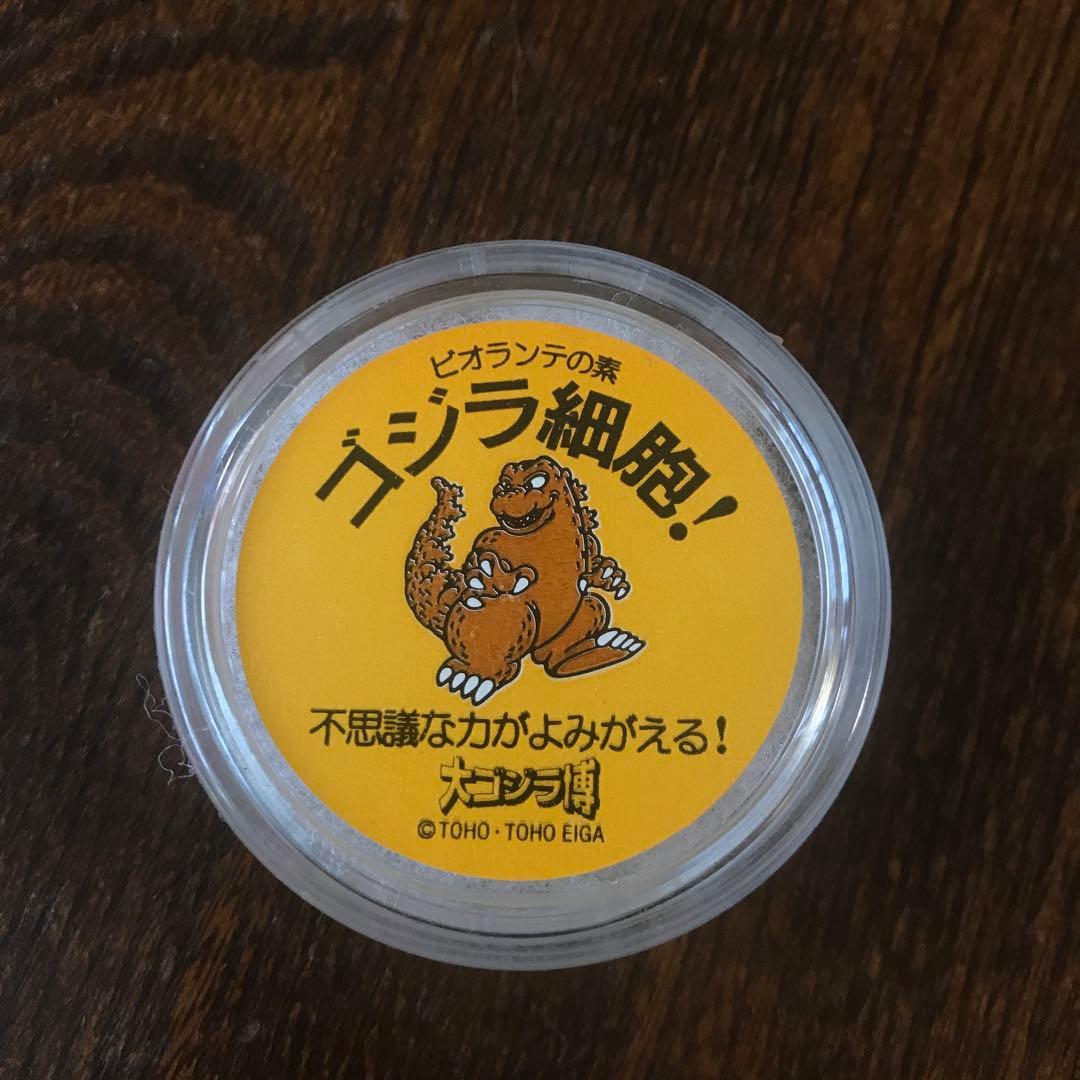 ビオランテの素
ゴジラ細胞!
不思議な力がよみがえる!
大ゴジラ博
©TOHO・TOHO EIGA